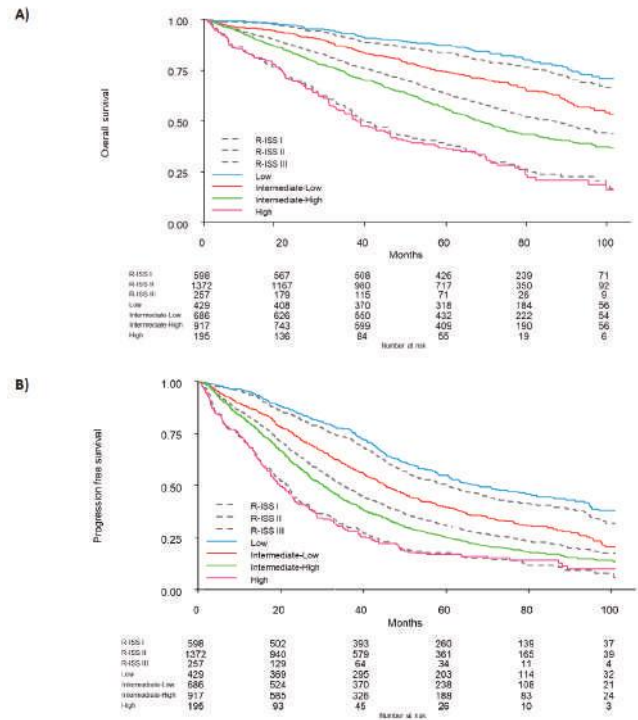 A)
1.00
0.75
0.50
0.25
0.00
Overall survival
R-ISS I
R-ISS II
R-ISS III
Low
Intermediate-Low
Intermediate-High
High
0 20 40 60 80 100
Months
R-ISS I 598 567 508 426 239 71
R-ISS II 1372 1167 980 717 350 92
R-ISS III 257 179 115 71 26 9
Low 429 408 370 318 184 56
Intermediate-Low 686 626 550 432 222 54
Intermediate-High 917 743 599 409 190 56
High 195 136 84 55 19 6
Number at risk
B)
1.00
0.75
0.50
0.25
0.00
Progression free survival
R-ISS I
R-ISS II
R-ISS III
Low
Intermediate-Low
Intermediate-High
High
0 20 40 60 80 100
Months
R-ISS I 598 502 393 260 139 37
R-ISS II 1372 940 579 361 165 39
R-ISS III 257 129 64 34 11 4
Low 429 369 295 203 114 32
Intermediate-Low 686 524 370 238 108 21
Intermediate-High 917 585 326 188 83 24
High 195 93 45 26 10 3
Number at risk